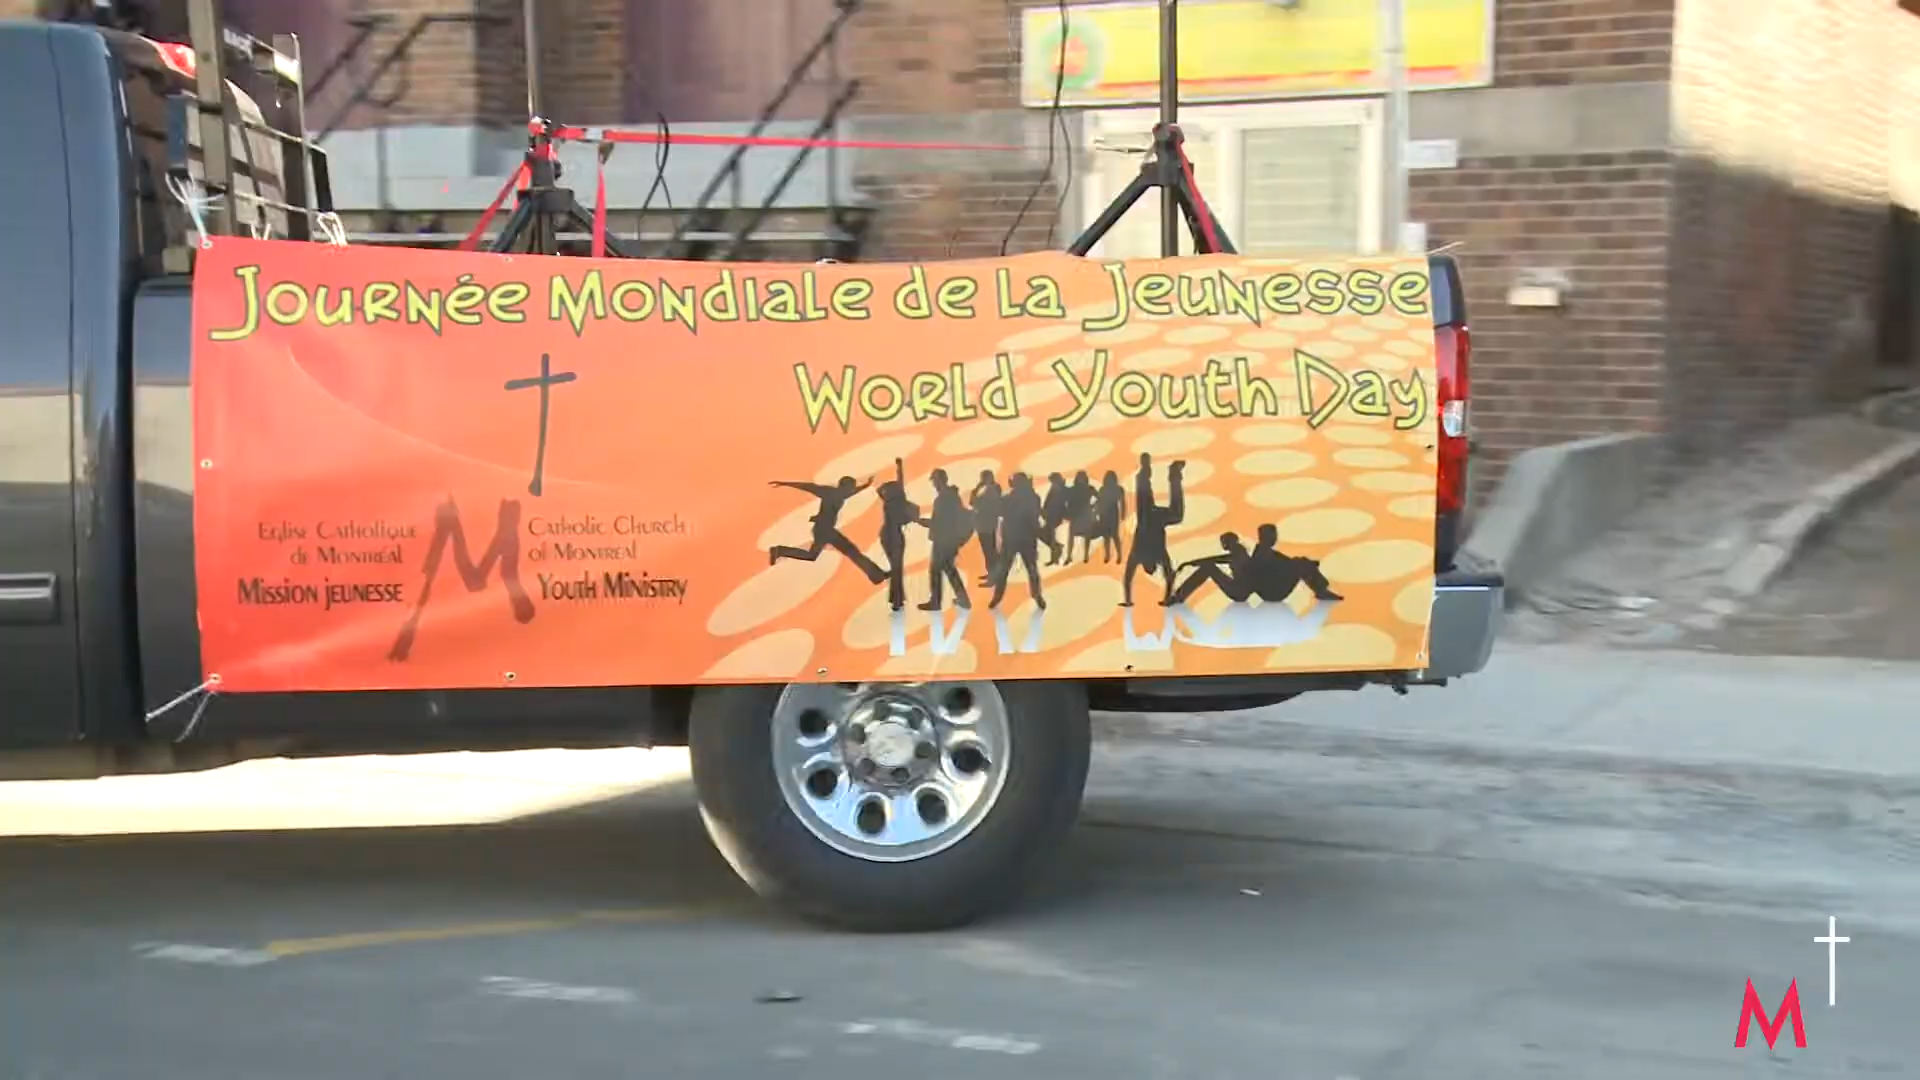 Journée Mondiale de la Jeunesse
World Youth Day
Eglise Catholique
de Montréal
Mission jeunesse
M
Catholic Church
of Montreal
Youth Ministry
M